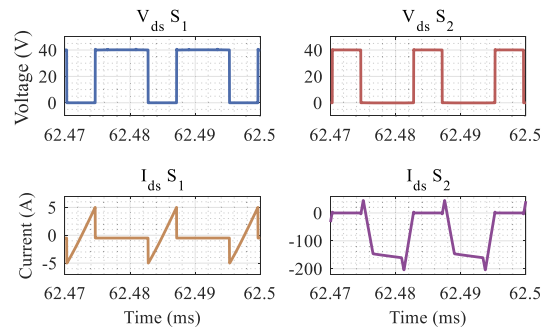 V_ds S_1
V_ds S_2
Voltage (V)
40
20
0
62.47 62.48 62.49 62.5
40
20
0
62.47 62.48 62.49 62.5
I_ds S_1
I_ds S_2
Current (A)
5
0
-5
62.47 62.48 62.49 62.5
Time (ms)
0
-100
-200
62.47 62.48 62.49 62.5
Time (ms)